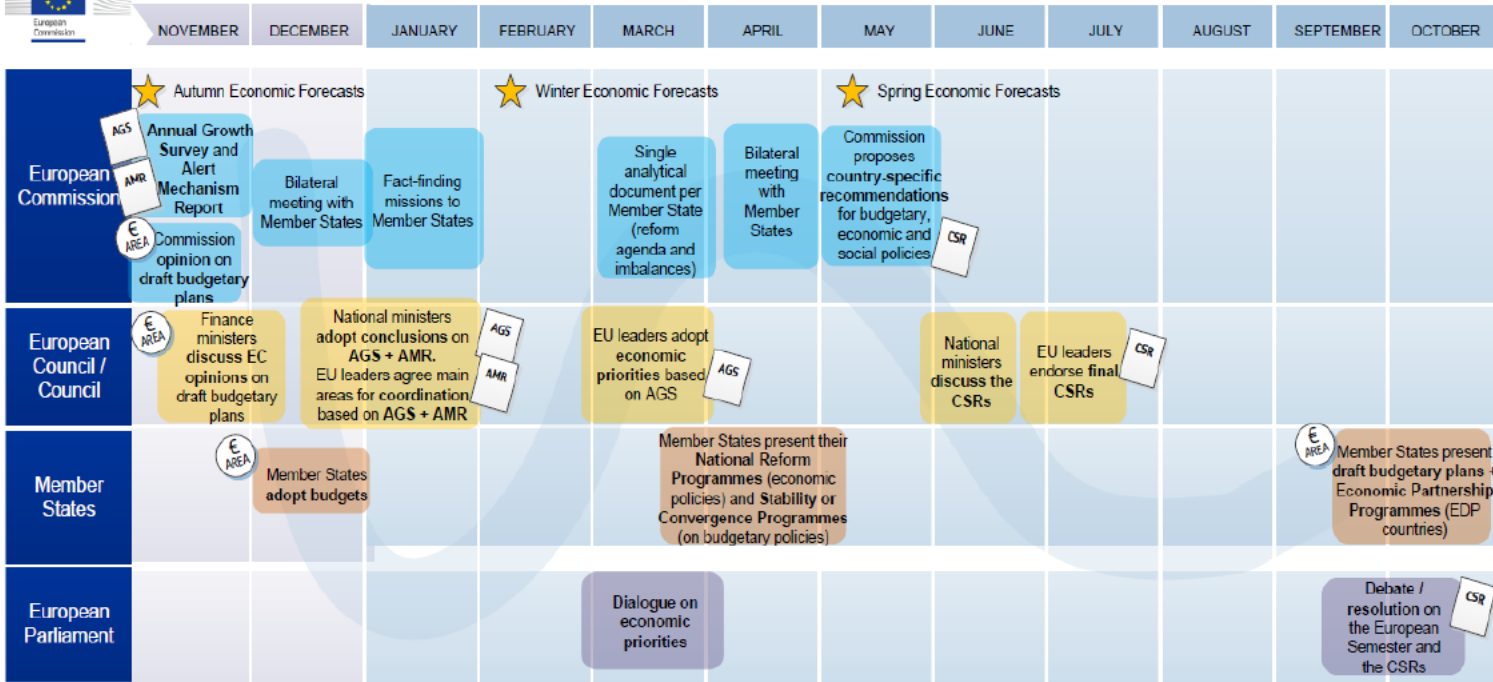 European
Commission
NOVEMBER
DECEMBER
JANUARY
FEBRUARY
MARCH
APRIL
MAY
JUNE
JULY
AUGUST
SEPTEMBER
OCTOBER
European
Commission
Autumn Economic Forecasts
Winter Economic Forecasts
Spring Economic Forecasts
AGS
AMR
Annual Growth
Survey and
Alert
Mechanism
Report
€
AREA
Commission
opinion on
draft budgetary
plans
Bilateral
meeting with
Member States
Fact-finding
missions to
Member States
Single
analytical
document per
Member State
(reform
agenda and
imbalances)
Bilateral
meeting
with
Member
States
Commission
proposes
country-specific
recommendations
for budgetary,
economic and
social policies
CSR
European
Council /
Council
€
AREA
Finance
ministers
discuss EC
opinions on
draft budgetary
plans
National ministers
adopt conclusions on
AGS + AMR.
EU leaders agree main
areas for coordination
based on AGS + AMR
AGS
AMR
EU leaders adopt
economic
priorities based
on AGS
AGS
National
ministers
discuss the
CSRs
EU leaders
endorse final
CSRs
CSR
Member
States
€
AREA
Member States
adopt budgets
Member States present their
National Reform
Programmes (economic
policies) and Stability or
Convergence Programmes
(on budgetary policies)
€
AREA
Member States present
draft budgetary plans +
Economic Partnership
Programmes (EDP
countries)
European
Parliament
Dialogue on
economic
priorities
Debate /
resolution on
the European
Semester and
the CSRs
CSR